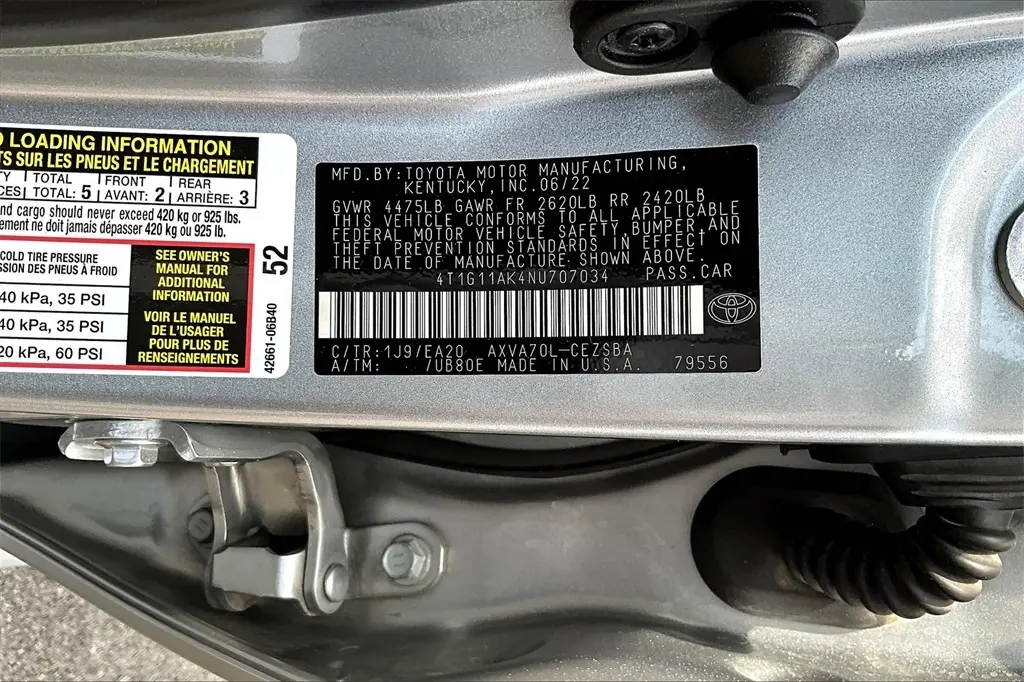 LOADING INFORMATION
TS SUR LES PNEUS ET LE CHARGEMENT
TOTAL FRONT REAR
TOTAL: 5 AVANT: 2 ARRIÈRE: 3
and cargo should never exceed 420 kg or 925 lbs.
ne doit jamais dépasser 420 kg ou 925 lb.
COLD TIRE PRESSURE
DES PNEUS À FROID
40 kPa, 35 PSI
40 kPa, 35 PSI
20 kPa, 60 PSI
SEE OWNER'S
MANUAL FOR
ADDITIONAL
INFORMATION
VOIR LE MANUEL
DE L'USAGER
POUR PLUS DE
RENSEIGNEMENTS
52
42661-06B40
MFD.BY:TOYOTA MOTOR MANUFACTURING,
KENTUCKY, INC.06/22
GVWR 4475LB GAWR FR 2620LB RR 2420LB
THIS VEHICLE CONFORMS TO ALL APPLICABLE
FEDERAL MOTOR VEHICLE SAFETY,BUMPER,AND
THEFT PREVENTION STANDARDS IN EFFECT ON
THE DATE OF MANUFACTURE SHOWN ABOVE.
4T1G11AK4NU707034 PASS.CAR
C/TR:1J9/EA20 AXVA70L-CEZSBA
A/TM: /UB80E MADE IN U.S.A. 79556